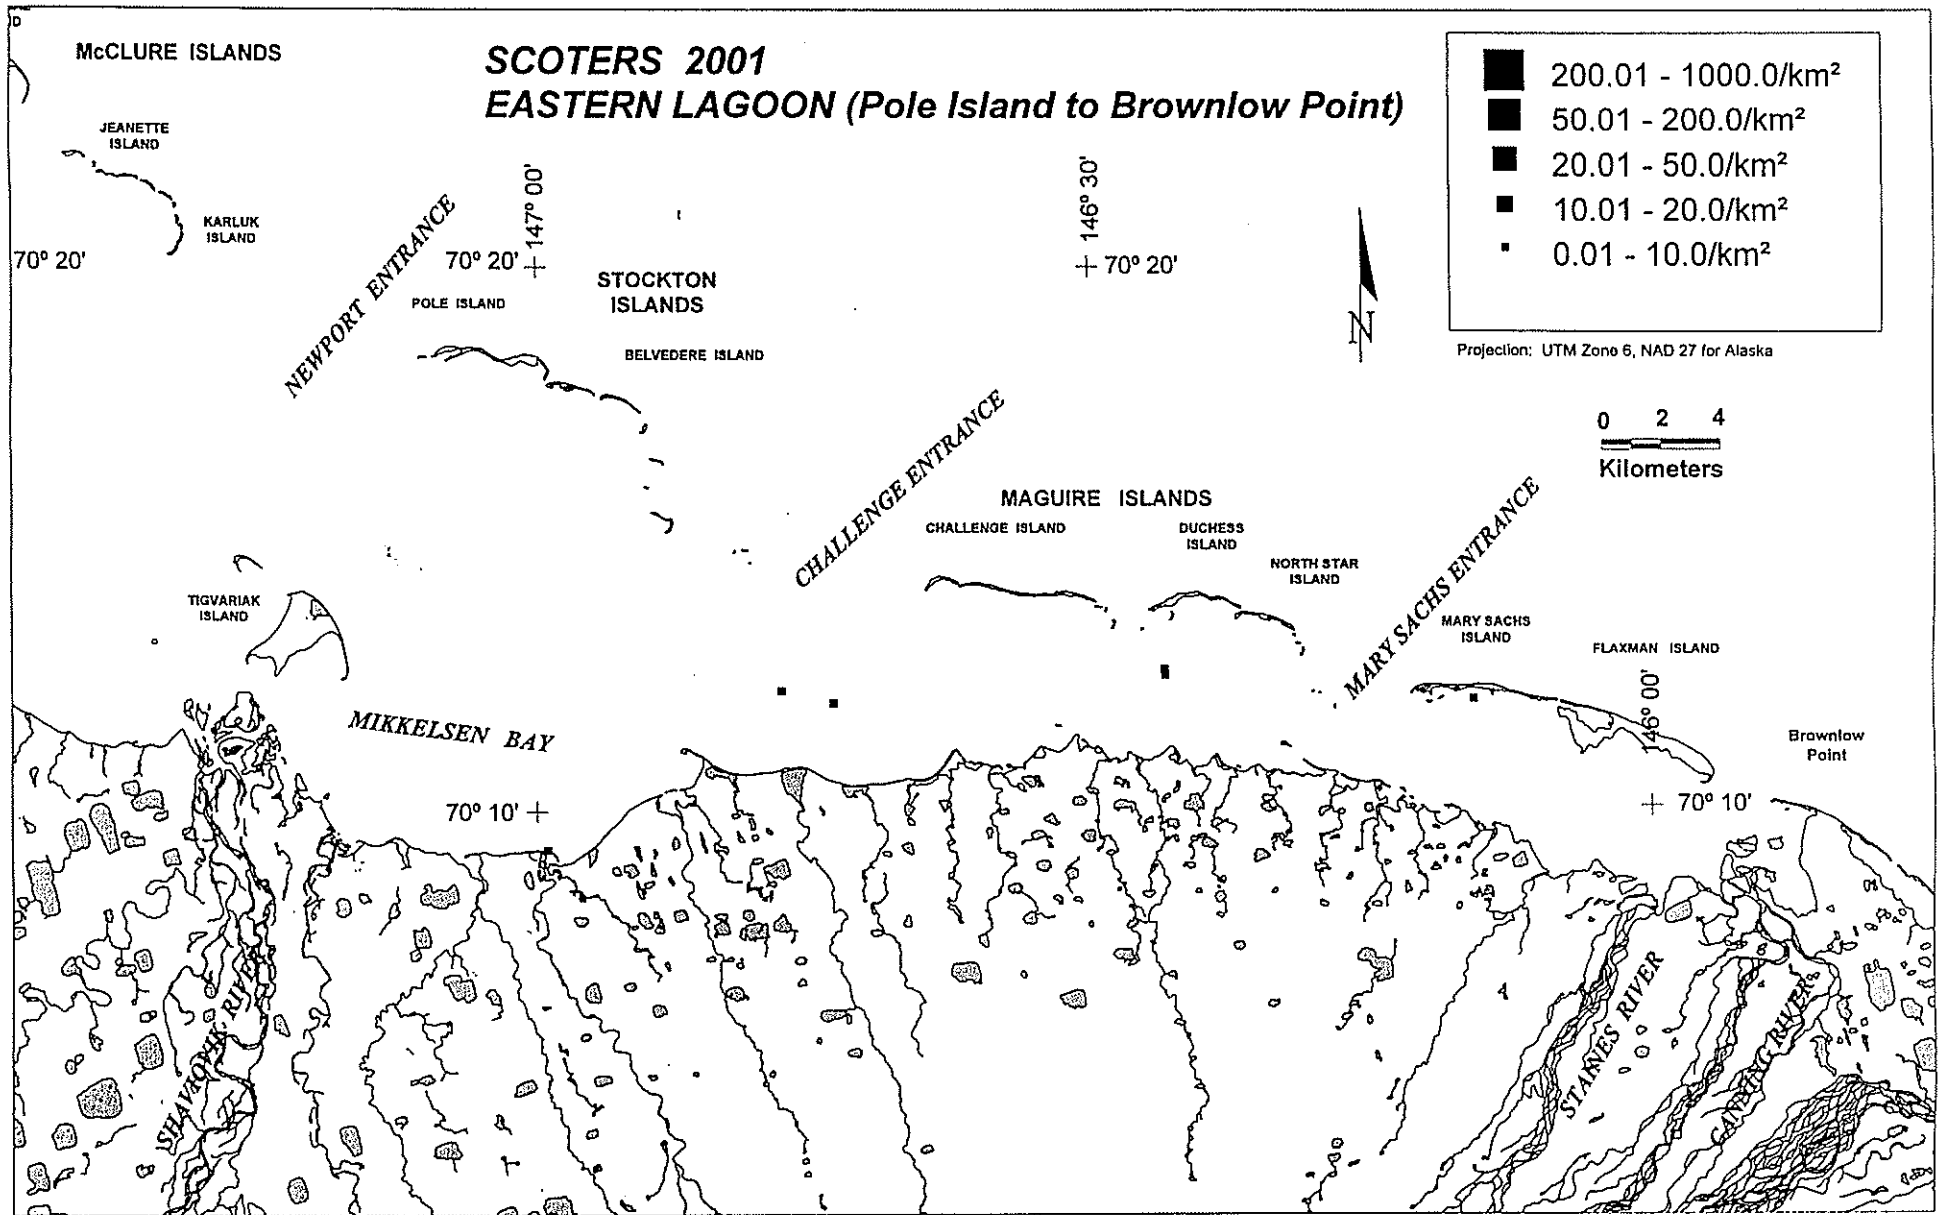 McCLURE ISLANDS
SCOTERS 2001
EASTERN LAGOON (Pole Island to Brownlow Point)
200.01 - 1000.0/km²
50.01 - 200.0/km²
20.01 - 50.0/km²
10.01 - 20.0/km²
0.01 - 10.0/km²
JEANETTE
ISLAND
KARLUK
ISLAND
70° 20'
NEWPORT ENTRANCE
147° 00'
70° 20'
146° 30'
70° 20'
STOCKTON
ISLANDS
POLE ISLAND
BELVEDERE ISLAND
N
Projection: UTM Zone 6, NAD 27 for Alaska
0 2 4
Kilometers
CHALLENGE ENTRANCE
MAGUIRE ISLANDS
CHALLENGE ISLAND
DUCHESS
ISLAND
NORTH STAR
ISLAND
MARY SACHS ENTRANCE
MARY SACHS
ISLAND
FLAXMAN ISLAND
TIGVARIAK
ISLAND
146° 00'
MIKKELSEN BAY
Brownlow
Point
70° 10'
70° 10'
SHAVIOVIK RIVER
STAINES RIVER
CANNING RIVER